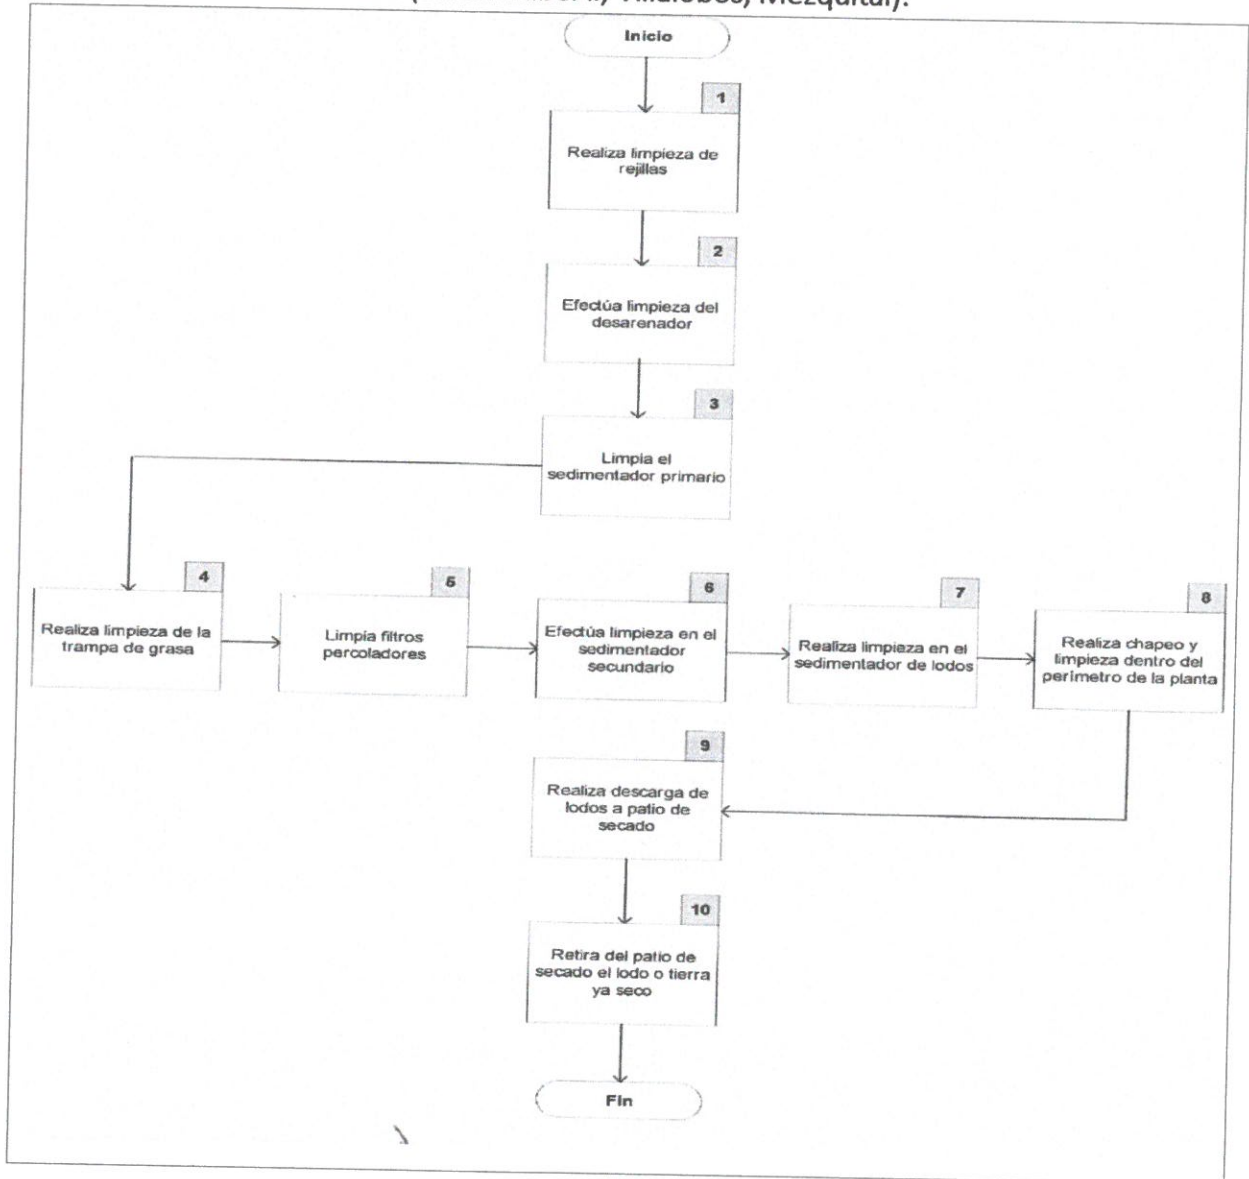 Villalobos, Mezquital).
Inicio
1
Realiza limpieza de
rejillas
2
Efectúa limpieza del
desarenador
3
Limpia el
sedimentador primario
4
Realiza limpieza de la
trampa de grasa
5
Limpia filtros
percoladores
6
Efectúa limpieza en el
sedimentador
secundario
7
Realiza limpieza en el
sedimentador de lodos
8
Realiza chapeo y
limpieza dentro del
perímetro de la planta
9
Realiza descarga de
lodos a patio de
secado
10
Retira del patio de
secado el lodo o tierra
ya seco
Fin